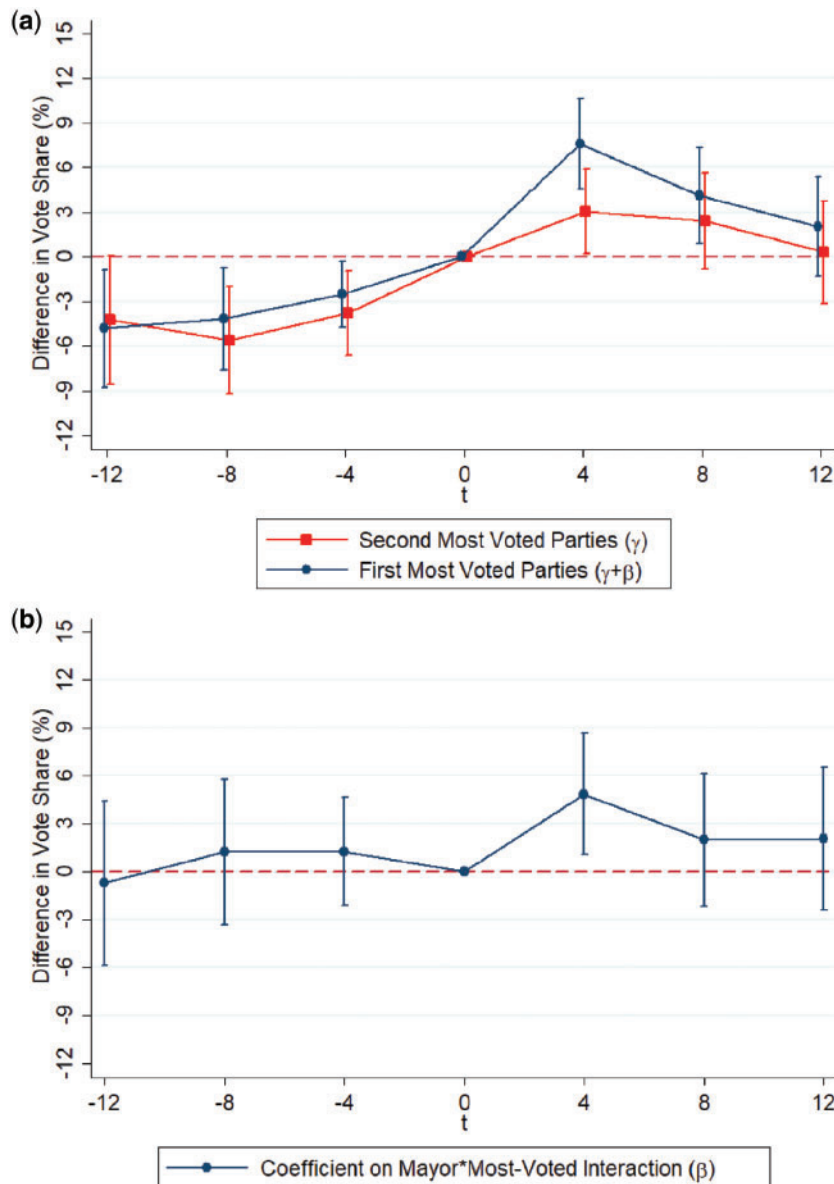 (a)
Difference in Vote Share (%)
15
12
9
6
3
0
-3
-6
-9
-12
-12 -8 -4 0 4 8 12
t
Second Most Voted Parties (γ)
First Most Voted Parties (γ+β)
(b)
Difference in Vote Share (%)
15
12
9
6
3
0
-3
-6
-9
-12
-12 -8 -4 0 4 8 12
t
Coefficient on Mayor*Most-Voted Interaction (β)